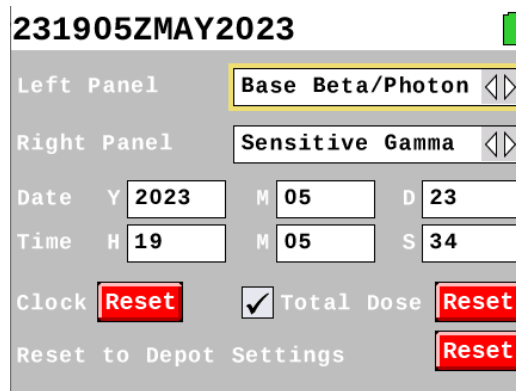 231905ZMAY2023
Left Panel Base Beta/Photon
Right Panel Sensitive Gamma
Date Y 2023 M 05 D 23
Time H 19 M 05 S 34
Clock Reset Total Dose Reset
Reset to Depot Settings Reset